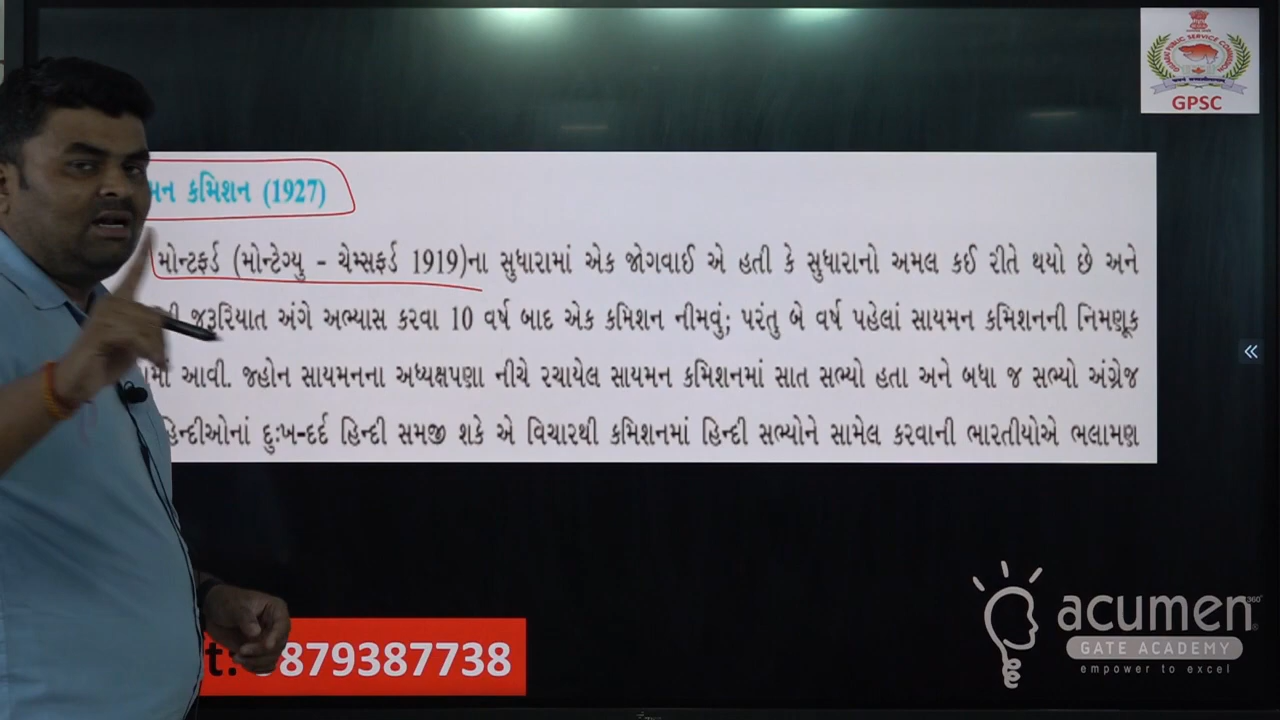 GPSC
કમિશન (1927)
મોન્ટફર્ડ (મોન્ટેગ્યુ - ચેમ્સફર્ડ 1919)ના સુધારામાં એક જોગવાઈ એ હતી કે સુધારાનો અમલ કઈ રીતે થયો છે અને
જરૂરિયાત અંગે અભ્યાસ કરવા 10 વર્ષ બાદ એક કમિશન નીમવું; પરંતુ બે વર્ષ પહેલાં સાયમન કમિશનની નિમણૂક
આવી. જ્હોન સાયમનના અધ્યક્ષપણા નીચે રચાયેલ સાયમન કમિશનમાં સાત સભ્યો હતા અને બધા જ સભ્યો અંગ્રેજ
હિન્દીઓનાં દુઃખ-દર્દ હિન્દી સમજી શકે એ વિચારથી કમિશનમાં હિન્દી સભ્યોને સામેલ કરવાની ભારતીયોએ ભલામણ
879387738
acumen 360°
GATE ACADEMY
empower to excel